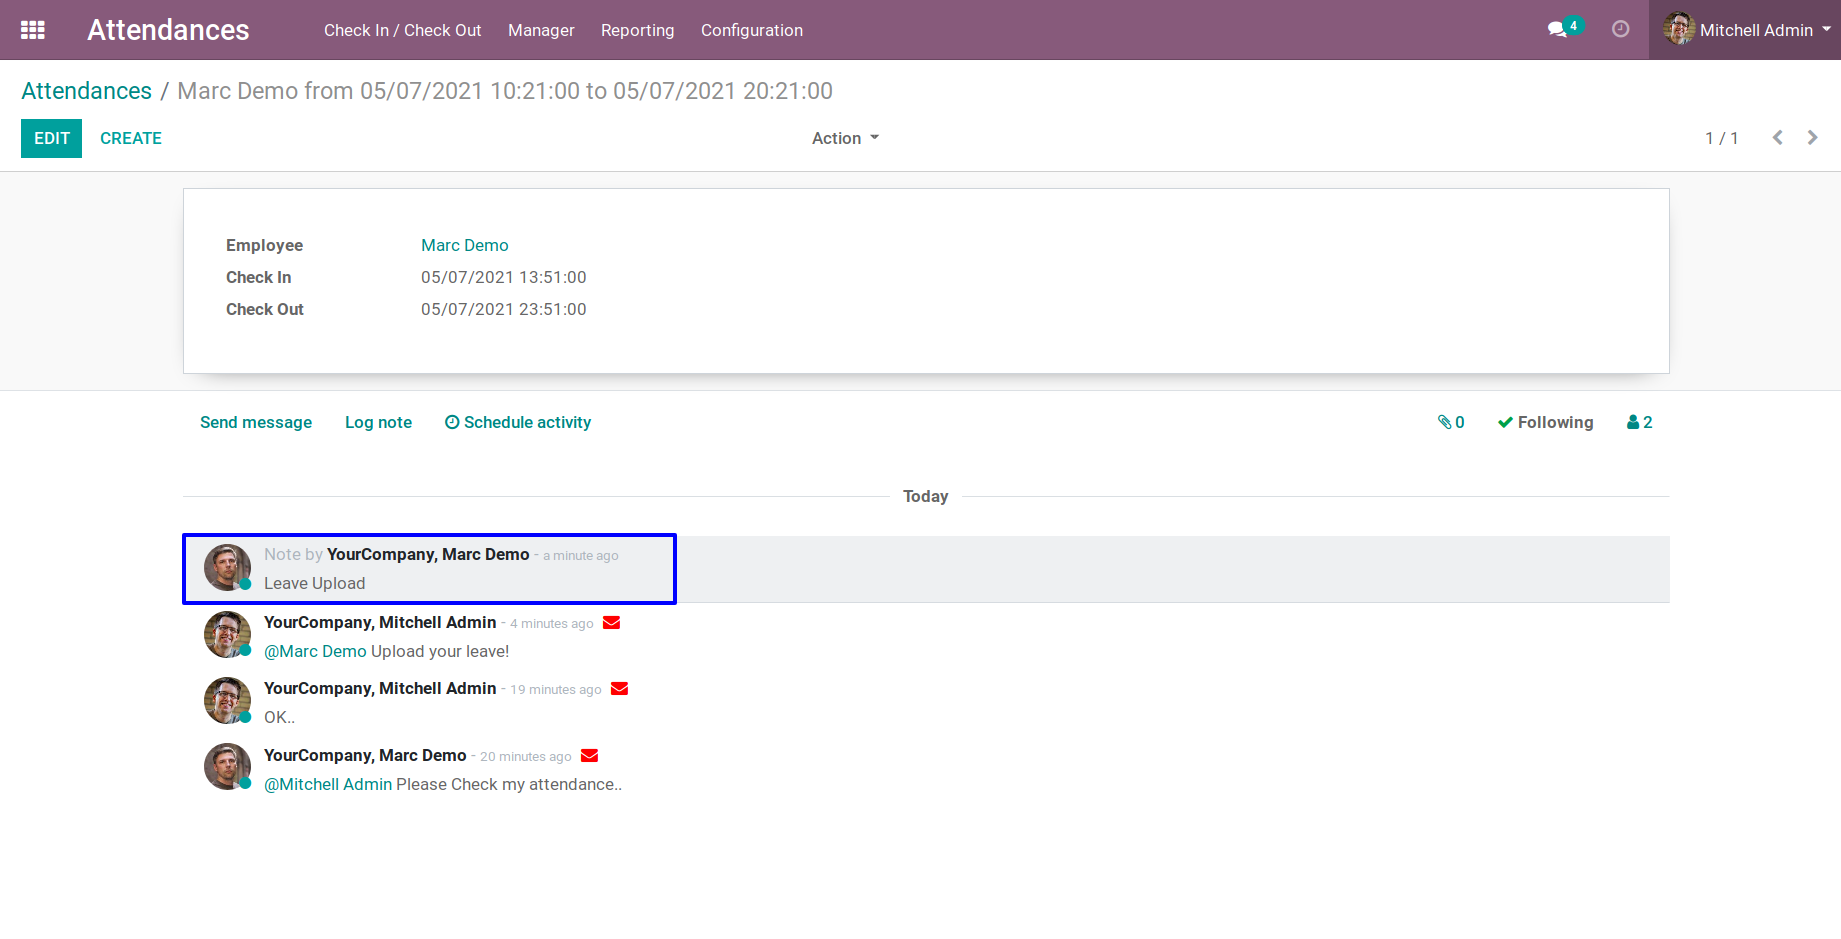 Attendances Check In / Check Out Manager Reporting Configuration 4 Mitchell Admin
Attendances / Marc Demo from 05/07/2021 10:21:00 to 05/07/2021 20:21:00
EDIT CREATE Action 1 / 1
Employee Marc Demo
Check In 05/07/2021 13:51:00
Check Out 05/07/2021 23:51:00
Send message Log note Schedule activity 0 Following 2
Today
Note by YourCompany, Marc Demo - a minute ago
Leave Upload
YourCompany, Mitchell Admin - 4 minutes ago
@Marc Demo Upload your leave!
YourCompany, Mitchell Admin - 19 minutes ago
OK..
YourCompany, Marc Demo - 20 minutes ago
@Mitchell Admin Please Check my attendance..